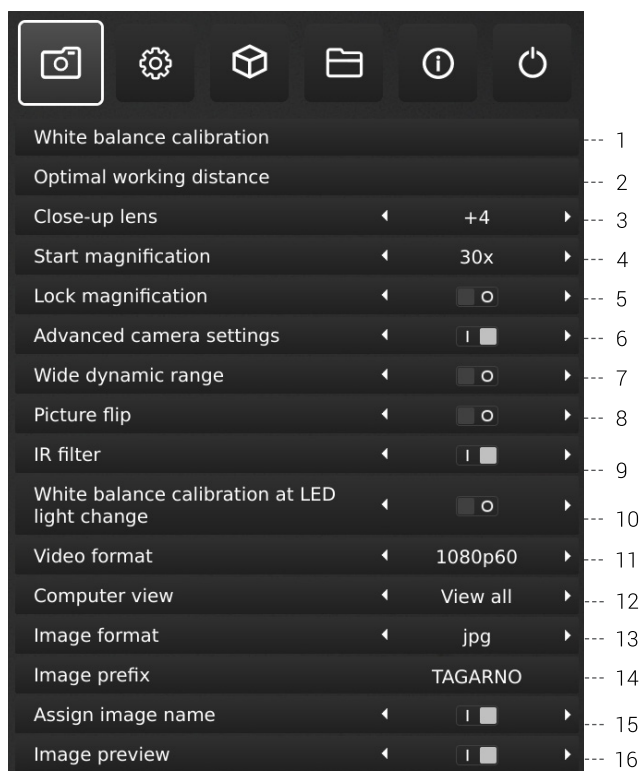 White balance calibration --- 1
Optimal working distance --- 2
Close-up lens +4 --- 3
Start magnification 30x --- 4
Lock magnification O --- 5
Advanced camera settings I --- 6
Wide dynamic range O --- 7
Picture flip O --- 8
IR filter I --- 9
White balance calibration at LED
light change O --- 10
Video format 1080p60 --- 11
Computer view View all --- 12
Image format jpg --- 13
Image prefix TAGARNO --- 14
Assign image name I --- 15
Image preview I --- 16